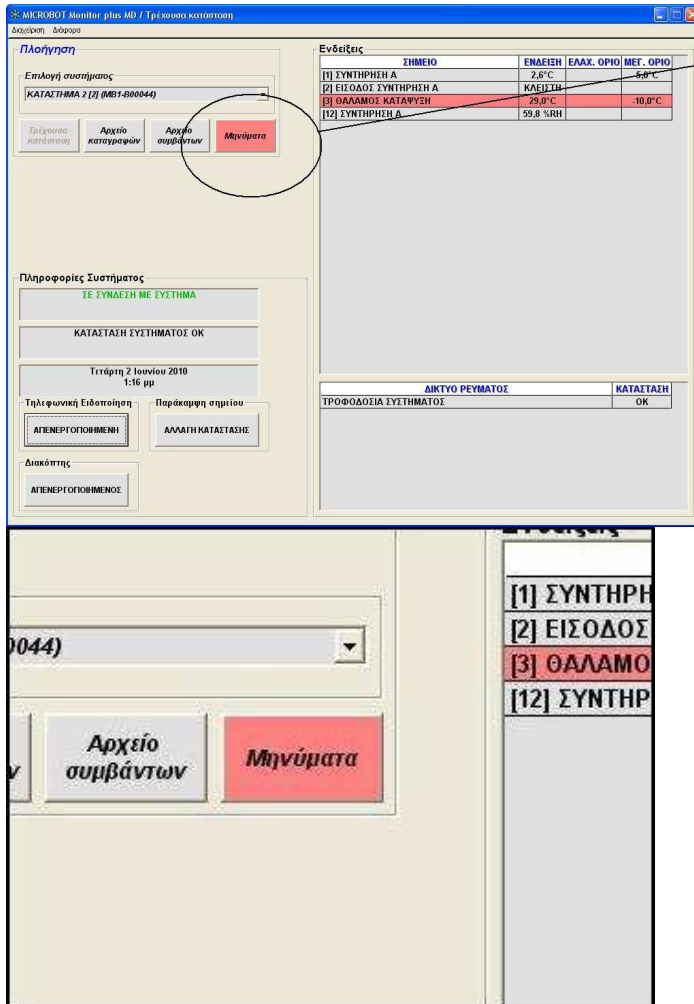 MICROBOT Monitor plus MD / Τρέχουσα κατάσταση
Διαχείριση Διάφορα
Πλοήγηση
Επιλογή συστήματος
ΚΑΤΑΣΤΗΜΑ 2 [2] (MB1-B00044)
Τρέχουσα κατάσταση
Αρχείο καταγραφών
Αρχείο συμβάντων
Μηνύματα
Ενδείξεις
ΣΗΜΕΙΟ ΕΝΔΕΙΞΗ ΕΛΑΧ. ΟΡΙΟ ΜΕΓ. ΟΡΙΟ
[1] ΣΥΝΤΗΡΗΣΗ Α 2,6°C 5,0°C
[2] ΕΙΣΟΔΟΣ ΣΥΝΤΗΡΗΣΗ Α ΚΛΕΙΣΤΗ
[3] ΘΑΛΑΜΟΣ ΚΑΤΑΨΥΞΗ 29,0°C -10,0°C
[12] ΣΥΝΤΗΡΗΣΗ Α 59,8 %RH
Πληροφορίες Συστήματος
ΣΕ ΣΥΝΔΕΣΗ ΜΕ ΣΥΣΤΗΜΑ
ΚΑΤΑΣΤΑΣΗ ΣΥΣΤΗΜΑΤΟΣ ΟΚ
Τετάρτη 2 Ιουνίου 2010
1:16 μμ
Τηλεφωνική Ειδοποίηση
ΑΠΕΝΕΡΓΟΠΟΙΗΜΕΝΗ
Παράκαμψη σημείου
ΑΛΛΑΓΗ ΚΑΤΑΣΤΑΣΗΣ
Διακόπτης
ΑΠΕΝΕΡΓΟΠΟΙΗΜΕΝΟΣ
ΔΙΚΤΥΟ ΡΕΥΜΑΤΟΣ ΚΑΤΑΣΤΑΣΗ
ΤΡΟΦΟΔΟΣΙΑ ΣΥΣΤΗΜΑΤΟΣ ΟΚ
0044)
Αρχείο
συμβάντων
Μηνύματα
[1] ΣΥΝΤΗΡΗ
[2] ΕΙΣΟΔΟΣ
[3] ΘΑΛΑΜΟ
[12] ΣΥΝΤΗΡ